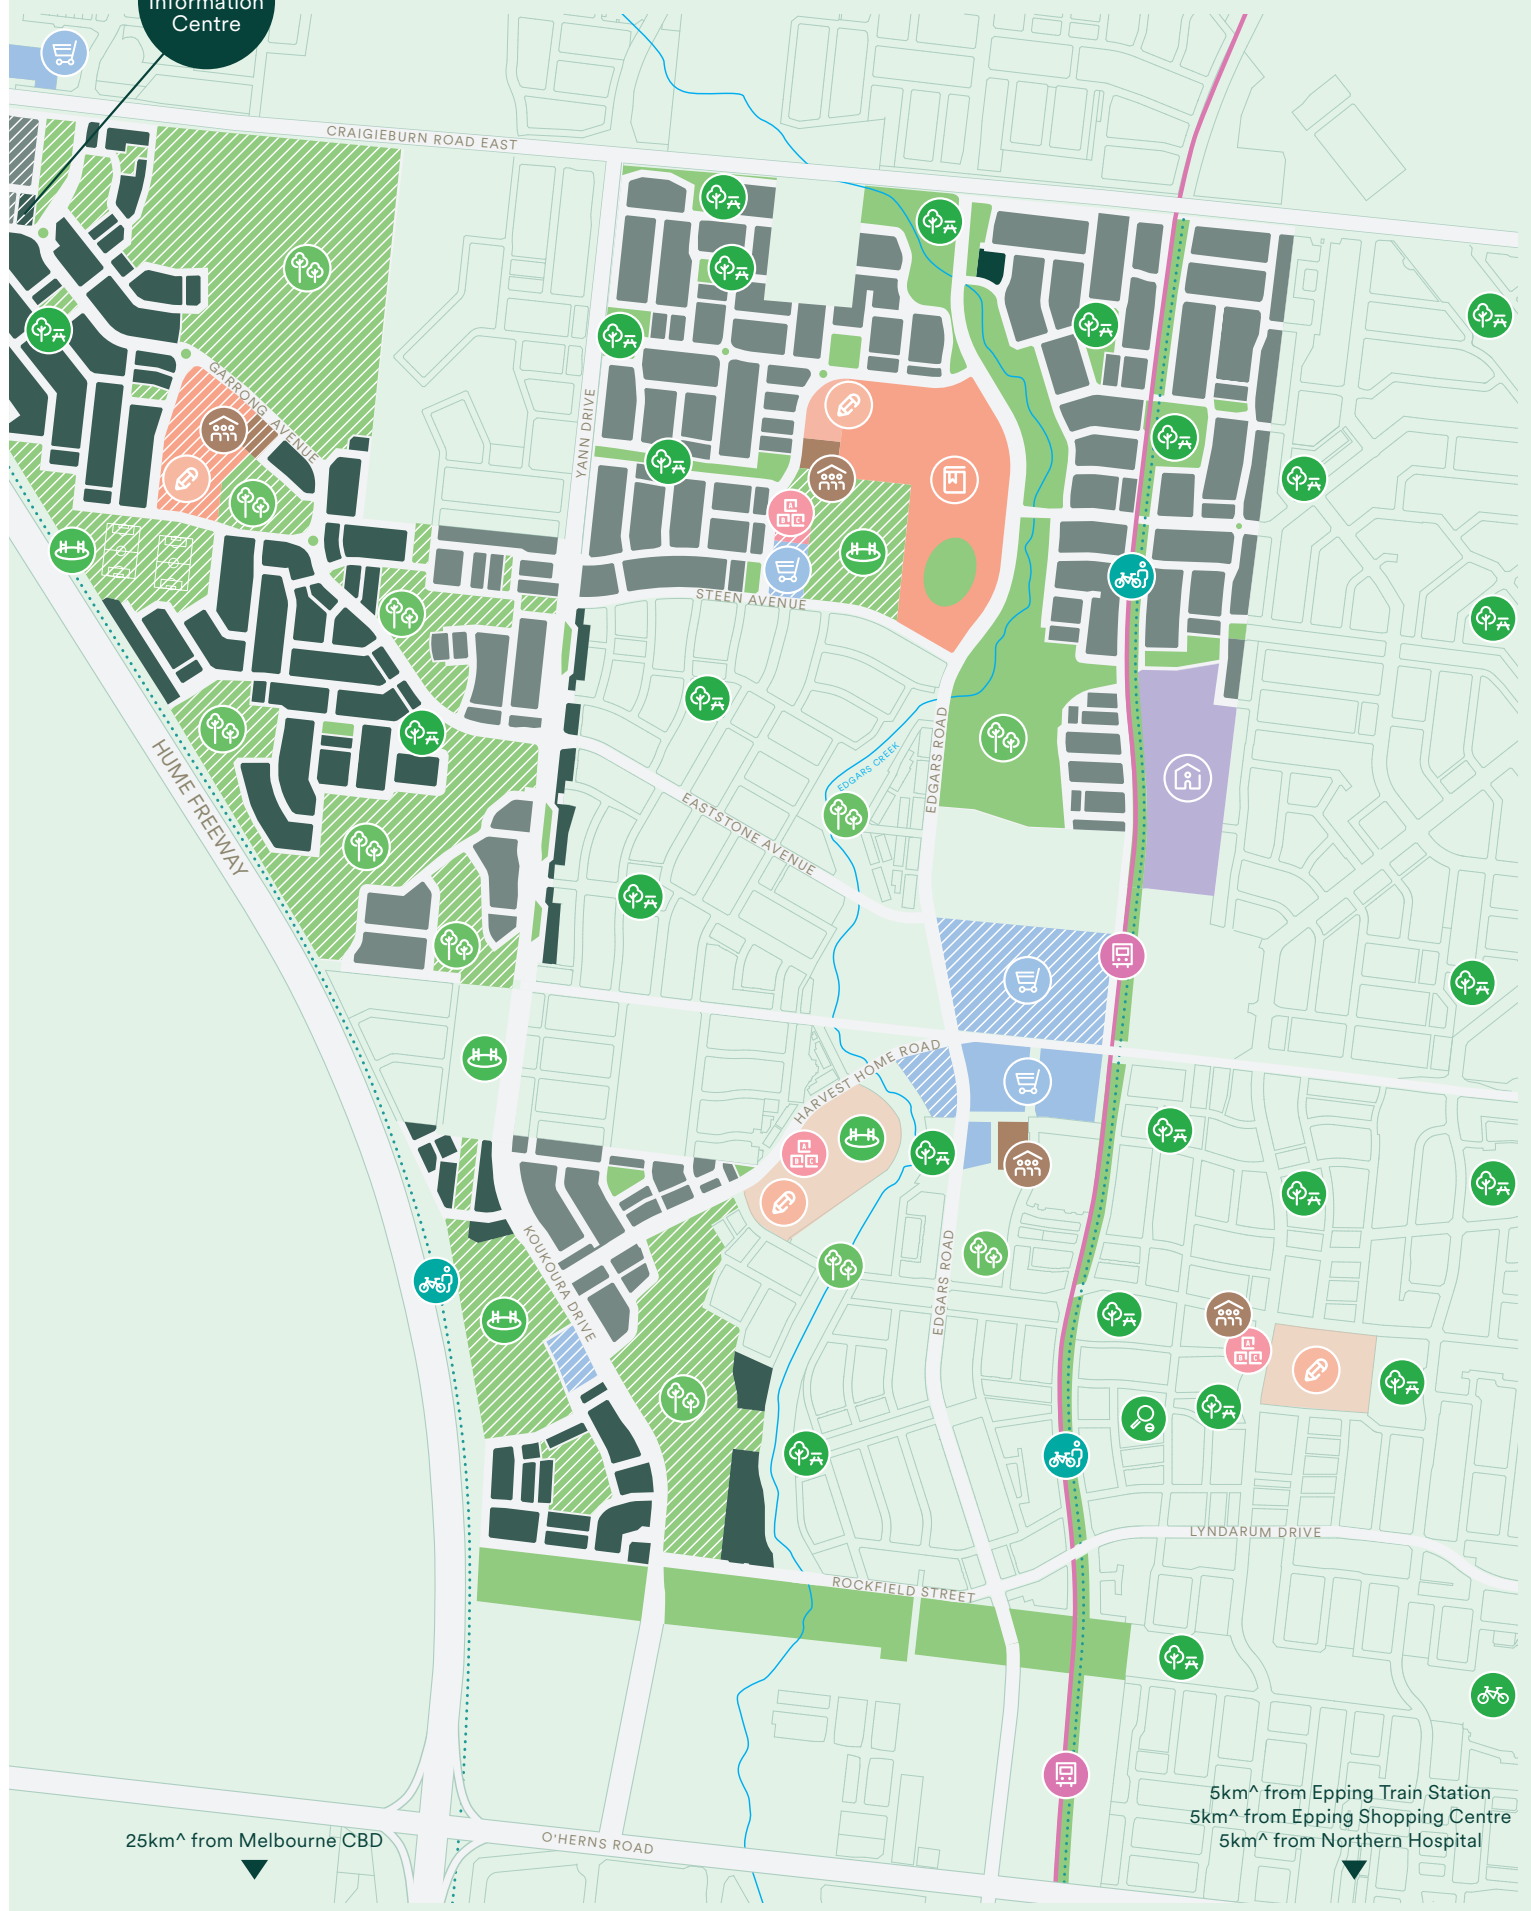 Information
Centre
CRAIGIEBURN ROAD EAST
GARRONG AVENUE
YANN DRIVE
A
B C
STEEN AVENUE
HUME FREEWAY
EDGARS ROAD
EDGARS CREEK
EASTSTONE AVENUE
HARVEST HOME ROAD
A
B C
KOUKOURA DRIVE
EDGARS ROAD
A
B C
LYNDARUM DRIVE
ROCKFIELD STREET
5km^ from Epping Train Station
5km^ from Epping Shopping Centre
5km^ from Northern Hospital
25km^ from Melbourne CBD
O'HERNS ROAD